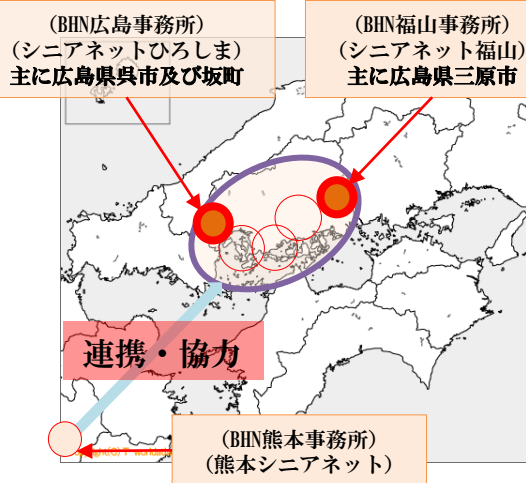 (BHN広島事務所)
(シニアネットひろしま)
主に広島県呉市及び坂町
(BHN福山事務所)
(シニアネット福山)
主に広島県三原市
連携・協力
(BHN熊本事務所)
(熊本シニアネット)